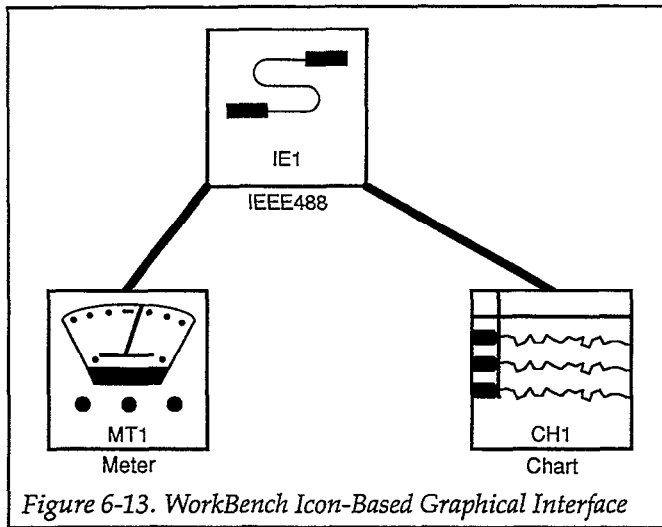 IE1
IEEE488
MT1
Meter
CH1
Chart
Figure 6-13. WorkBench Icon-Based Graphical Interface